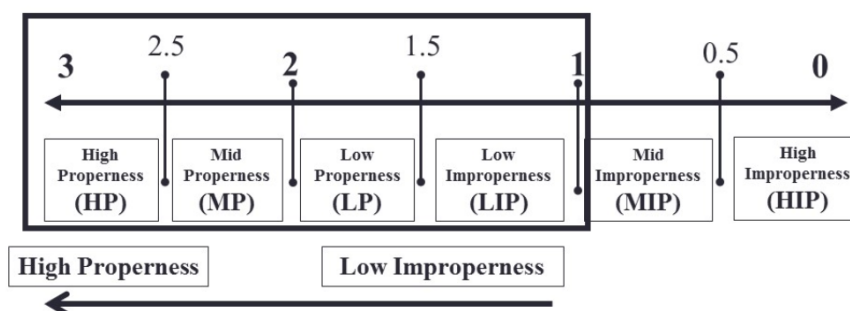 3 2.5 2 1.5 1 0.5 0
High
Properness
(HP)
Mid
Properness
(MP)
Low
Properness
(LP)
Low
Improperness
(LIP)
Mid
Improperness
(MIP)
High
Improperness
(HIP)
High Properness
Low Improperness